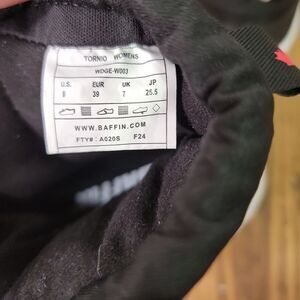 TORNIO WOMENS
WDGE-W003
U.S. EUR UK JP
8 39 7 25.5
WWW.BAFFIN.COM
FTY#: A020S F24